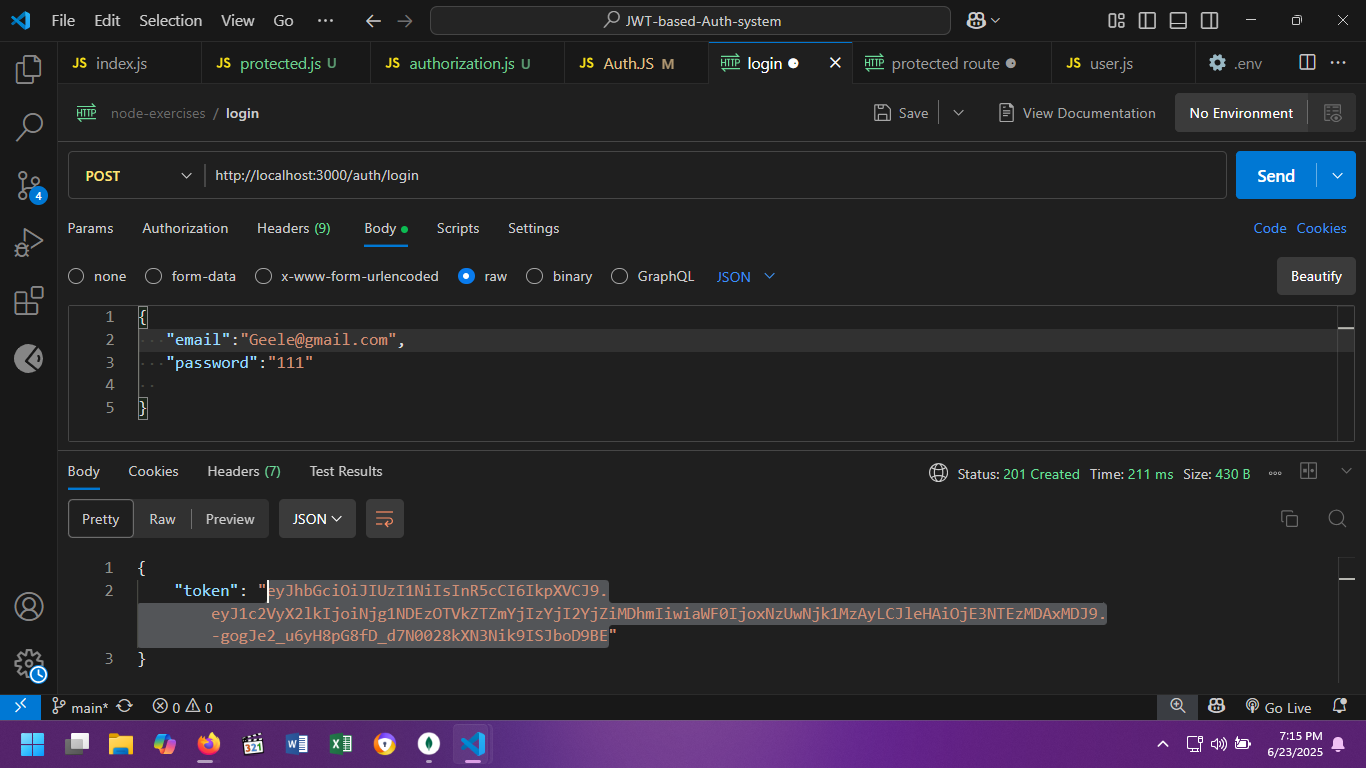 File Edit Selection View Go ··· JWT-based-Auth-system
JS index.js JS protected.js U JS authorization.js U JS Auth.JS M HTTP login HTTP protected route JS user.js .env ···
HTTP node-exercises / login Save View Documentation No Environment
POST http://localhost:3000/auth/login Send
Params Authorization Headers (9) Body Scripts Settings Code Cookies
none form-data x-www-form-urlencoded raw binary GraphQL JSON Beautify
1 {
2 "email":"Geele@gmail.com",
3 "password":"111"
4
5 }
4
Body Cookies Headers (7) Test Results Status: 201 Created Time: 211 ms Size: 430 B
Pretty Raw Preview JSON
1 {
2 "token": "eyJhbGciOiJIUzI1NiIsInR5cCI6IkpXVCJ9.
eyJ1c2VyX2lkIjoiNjg1NDEzOTVkZTZmYjIzYjI2YjZiMDhmIiwiaWF0IjoxNzUwNjk1MzAyLCJleHAiOjE3NTEzMDAxMDJ9.
-gogJe2_u6yH8pG8fD_d7N0028kXN3Nik9ISJboD9BE"
3 }
main* 0 0 Go Live
321 W X 7:15 PM
6/23/2025